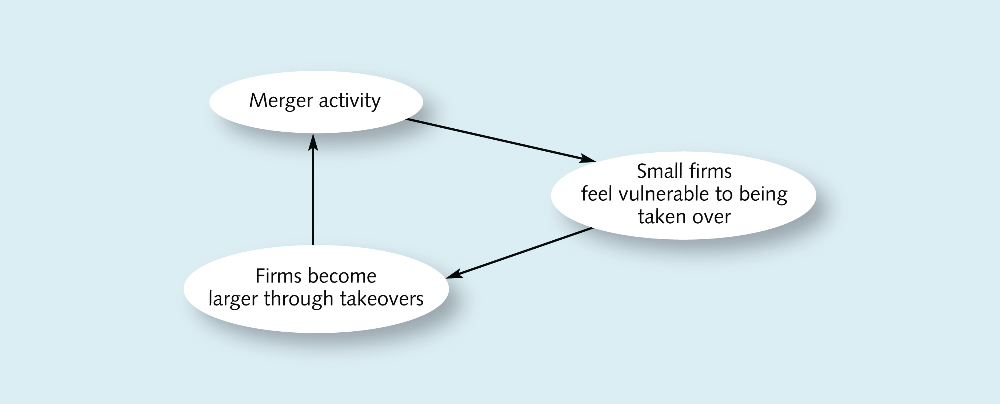 Merger activity
Small firms
feel vulnerable to being
taken over
Firms become
larger through takeovers